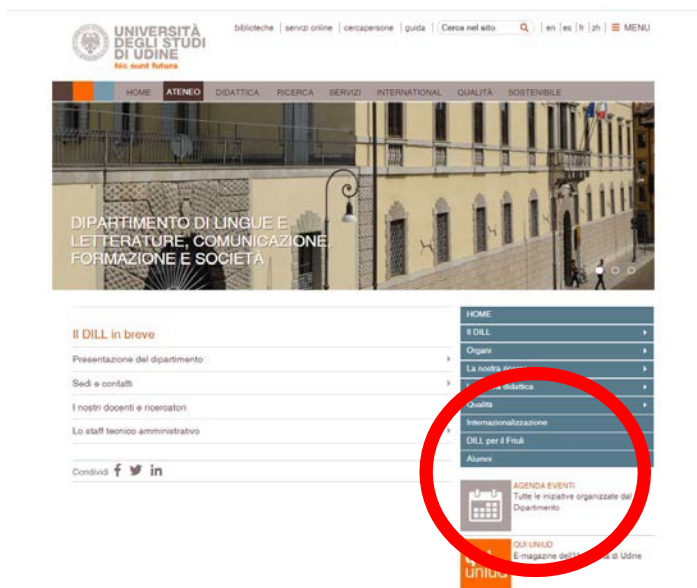 UNIVERSITÀ
DEGLI STUDI
DI UDINE
hic sunt futura
biblioteche | servizi online | cercapersone | guida | Cerca nel sito | en | es | fr | zh | MENU
HOME ATENEO DIDATTICA RICERCA SERVIZI INTERNATIONAL QUALITÀ SOSTENIBILE
DIPARTIMENTO DI LINGUE E
LETTERATURE, COMUNICAZIONE,
FORMAZIONE E SOCIETÀ
Il DILL in breve
Presentazione del dipartimento
Sedi e contatti
I nostri docenti e ricercatori
Lo staff tecnico amministrativo
Condividi
HOME
Il DILL
Organi
La nostra
didattica
Qualità
Internazionalizzazione
DILL per il Friuli
Alumni
AGENDA EVENTI
Tutte le iniziative organizzate dal
Dipartimento
QUI UNIUD
E-magazine di Udine
uniud